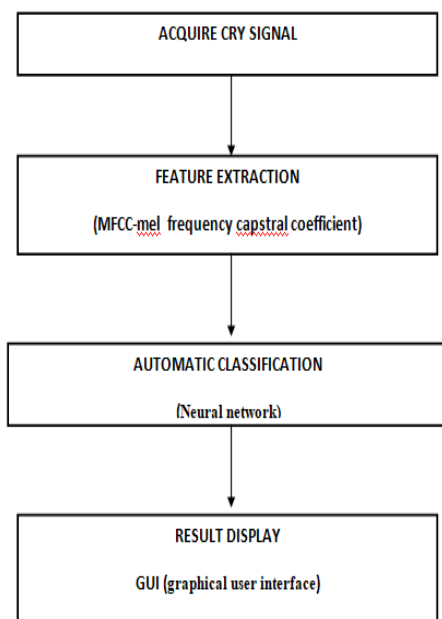 ACQUIRE CRY SIGNAL
FEATURE EXTRACTION
(MFCC-mel frequency capstral coefficient)
AUTOMATIC CLASSIFICATION
(Neural network)
RESULT DISPLAY
GUI (graphical user interface)